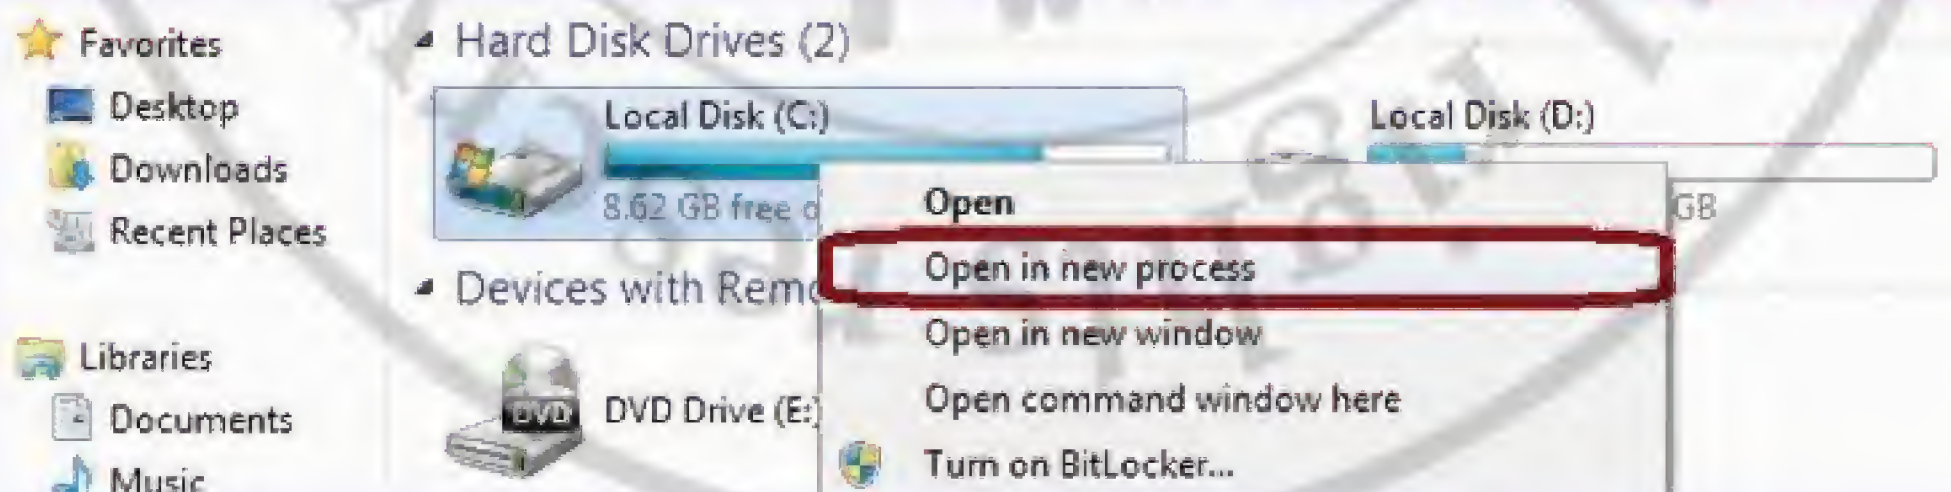 Favorites
Desktop
Downloads
Recent Places
Libraries
Documents
Music
Hard Disk Drives (2)
Local Disk (C:)
8.62 GB free
Local Disk (D:)
GB
Devices with
DVD Drive (E:)
DVD
Open
Open in new process
Open in new window
Open command window here
Turn on BitLocker...